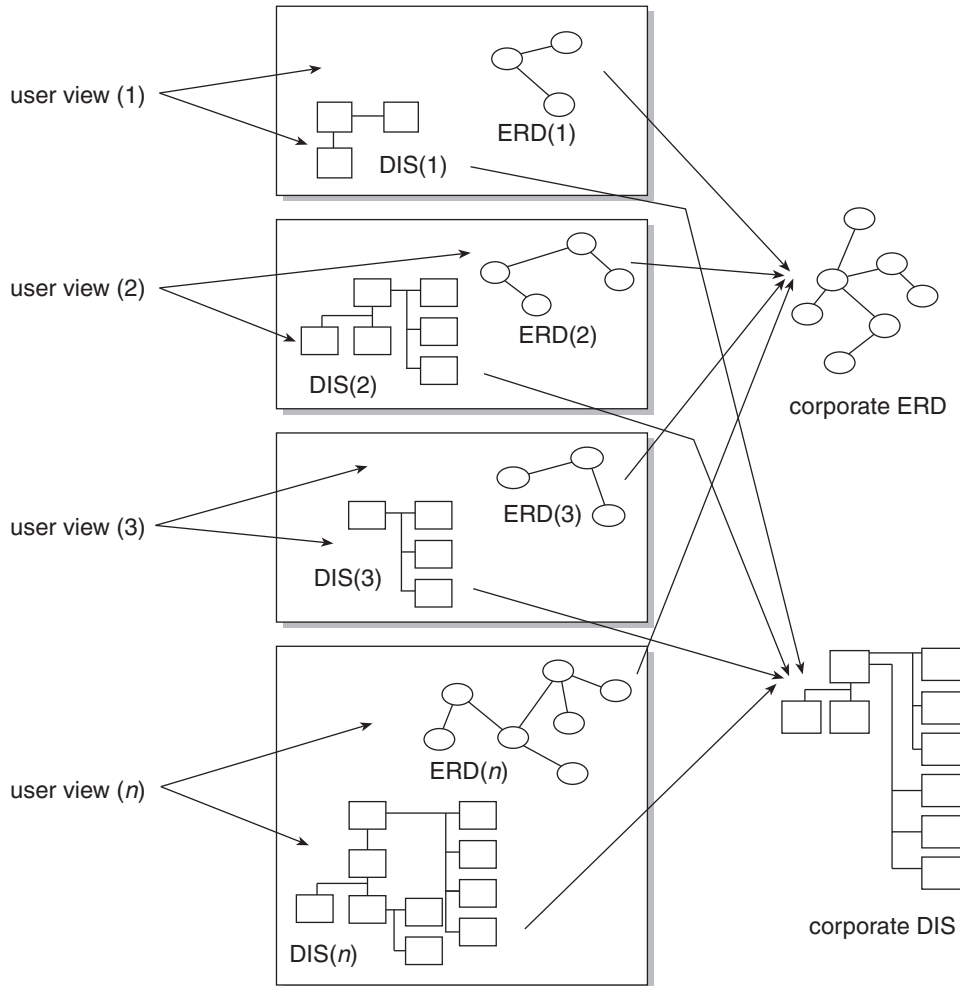 user view (1)
ERD(1)
DIS(1)
user view (2)
ERD(2)
DIS(2)
corporate ERD
user view (3)
ERD(3)
DIS(3)
user view (n)
ERD(n)
DIS(n)
corporate DIS